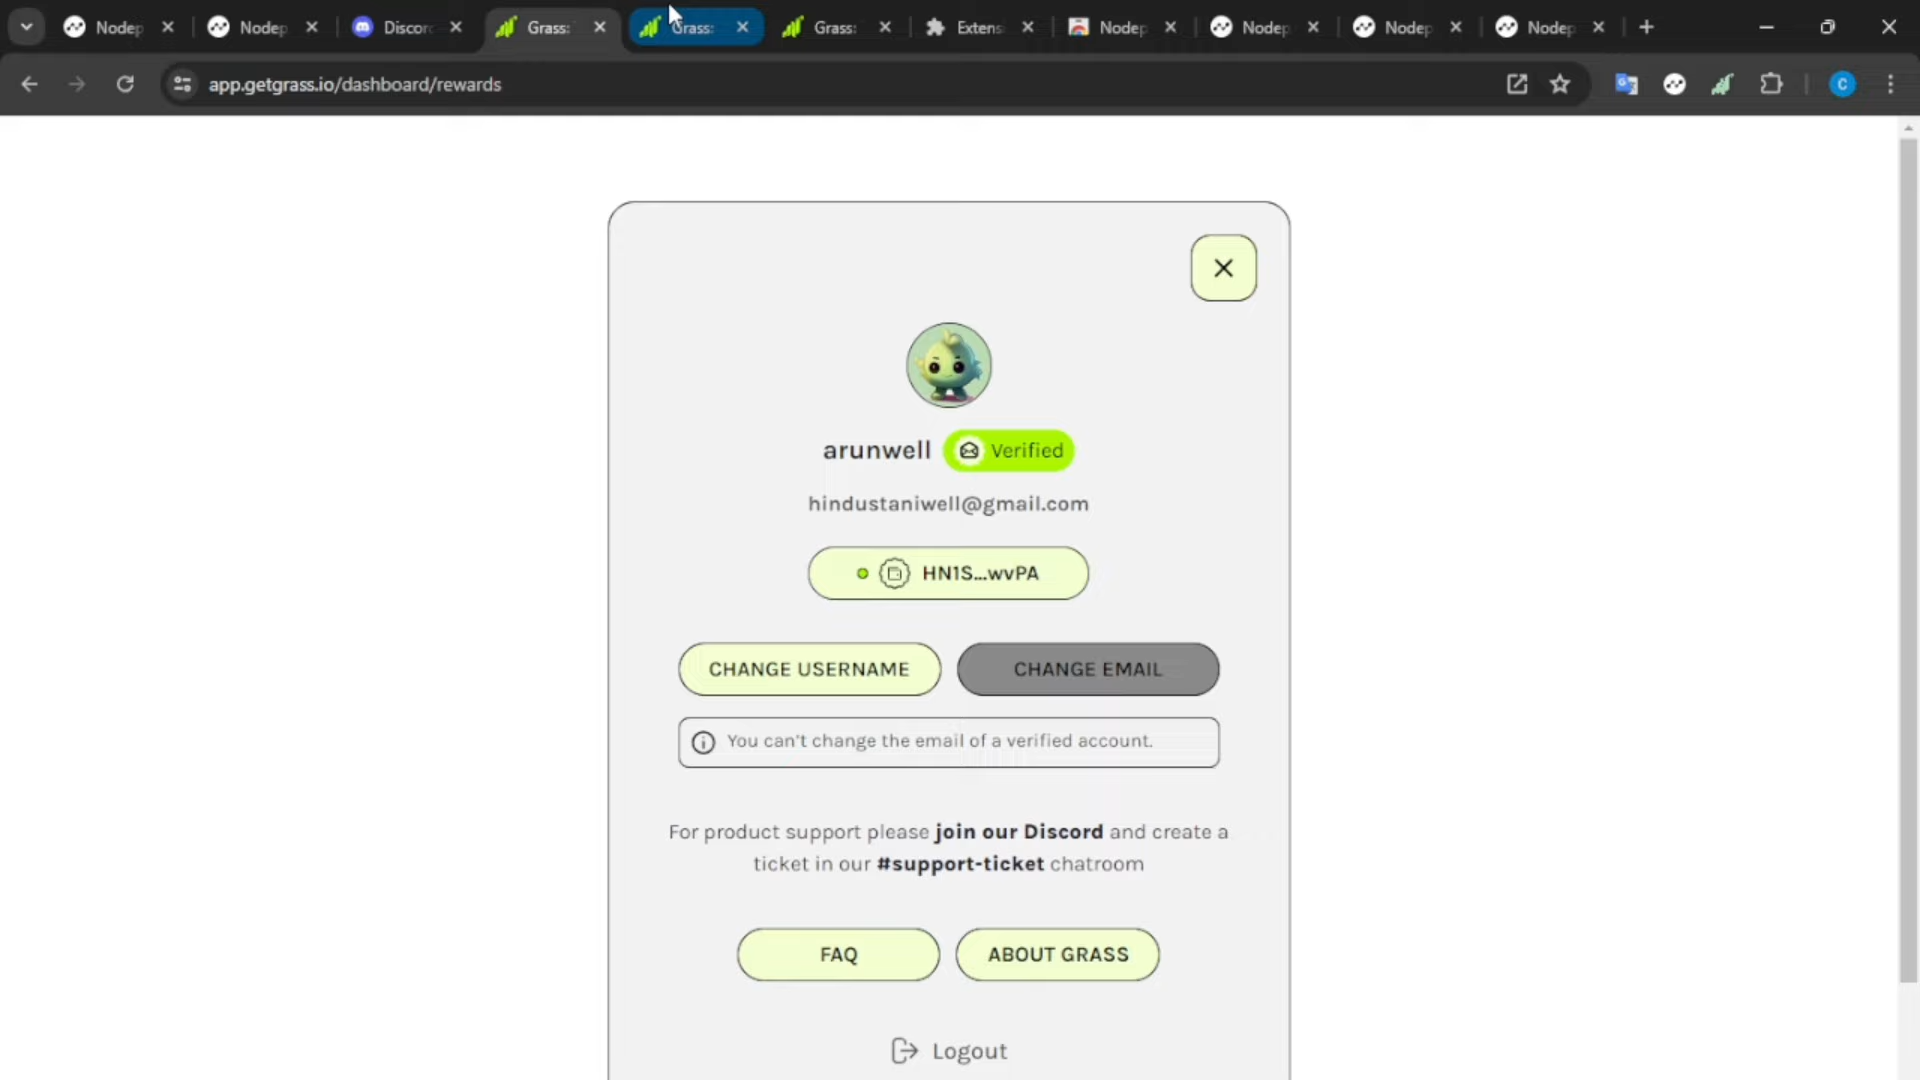 Nodep
Nodep
Discord
Grass:
Grass:
Grass:
Extens
Nodep
Nodep
Nodep
Nodep
app.getgrass.io/dashboard/rewards
C
arunwell Verified
hindustaniwell@gmail.com
HN1S...wvPA
CHANGE USERNAME CHANGE EMAIL
You can't change the email of a verified account.
For product support please join our Discord and create a
ticket in our #support-ticket chatroom
FAQ ABOUT GRASS
Logout